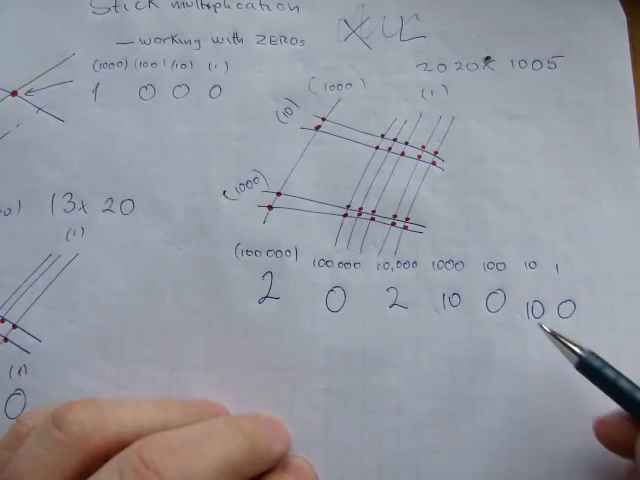 Stick multiplication
— working with ZEROs
(1000) (100) (10) (1)
1 0 0 0
2020 x 1005
(1000)
(1)
(10)
(1000)
13 x 20
(1)
(100000) 100000 10,000 1000 100 10 1
2 0 2 10 0 10 0
(1)
0